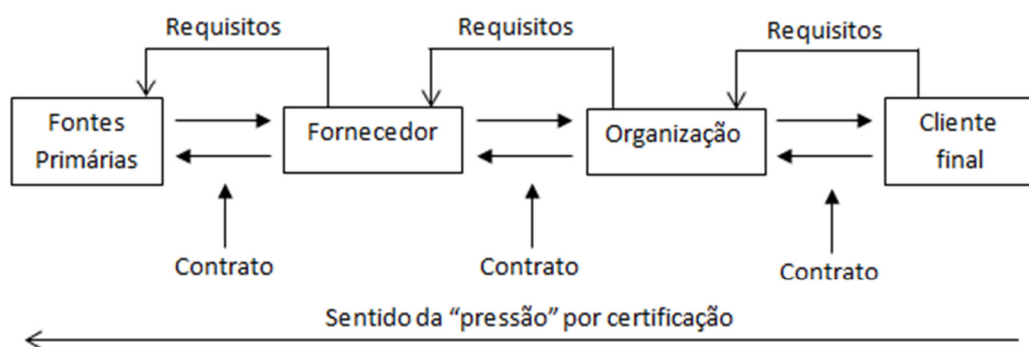 Requisitos
Requisitos
Requisitos
Fontes
Primárias
Fornecedor
Organização
Cliente
final
Contrato
Contrato
Contrato
Sentido da “pressão” por certificação